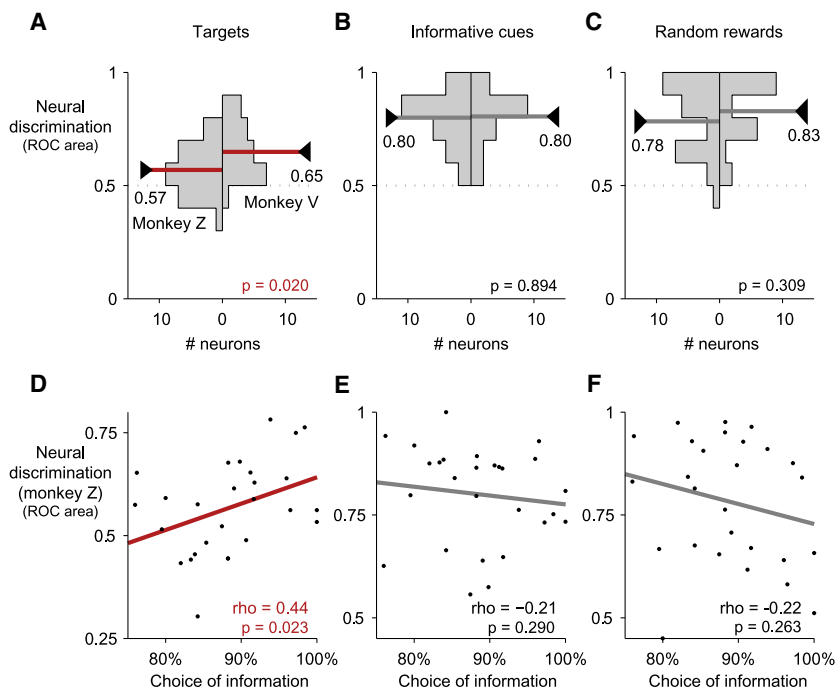 A
Targets
B
Informative cues
C
Random rewards
Neural
discrimination
(ROC area)
1
0.5
0
0.57
0.65
Monkey Z
Monkey V
p = 0.020
10 0 10
# neurons
1
0.5
0
0.80
0.80
p = 0.894
10 0 10
# neurons
1
0.5
0
0.78
0.83
p = 0.309
10 0 10
# neurons
D
E
F
Neural
discrimination
(monkey Z)
(ROC area)
0.75
0.5
0.25
rho = 0.44
p = 0.023
80% 90% 100%
Choice of information
1
0.75
0.5
rho = −0.21
p = 0.290
80% 90% 100%
Choice of information
1
0.75
0.5
rho = -0.22
p = 0.263
80% 90% 100%
Choice of information